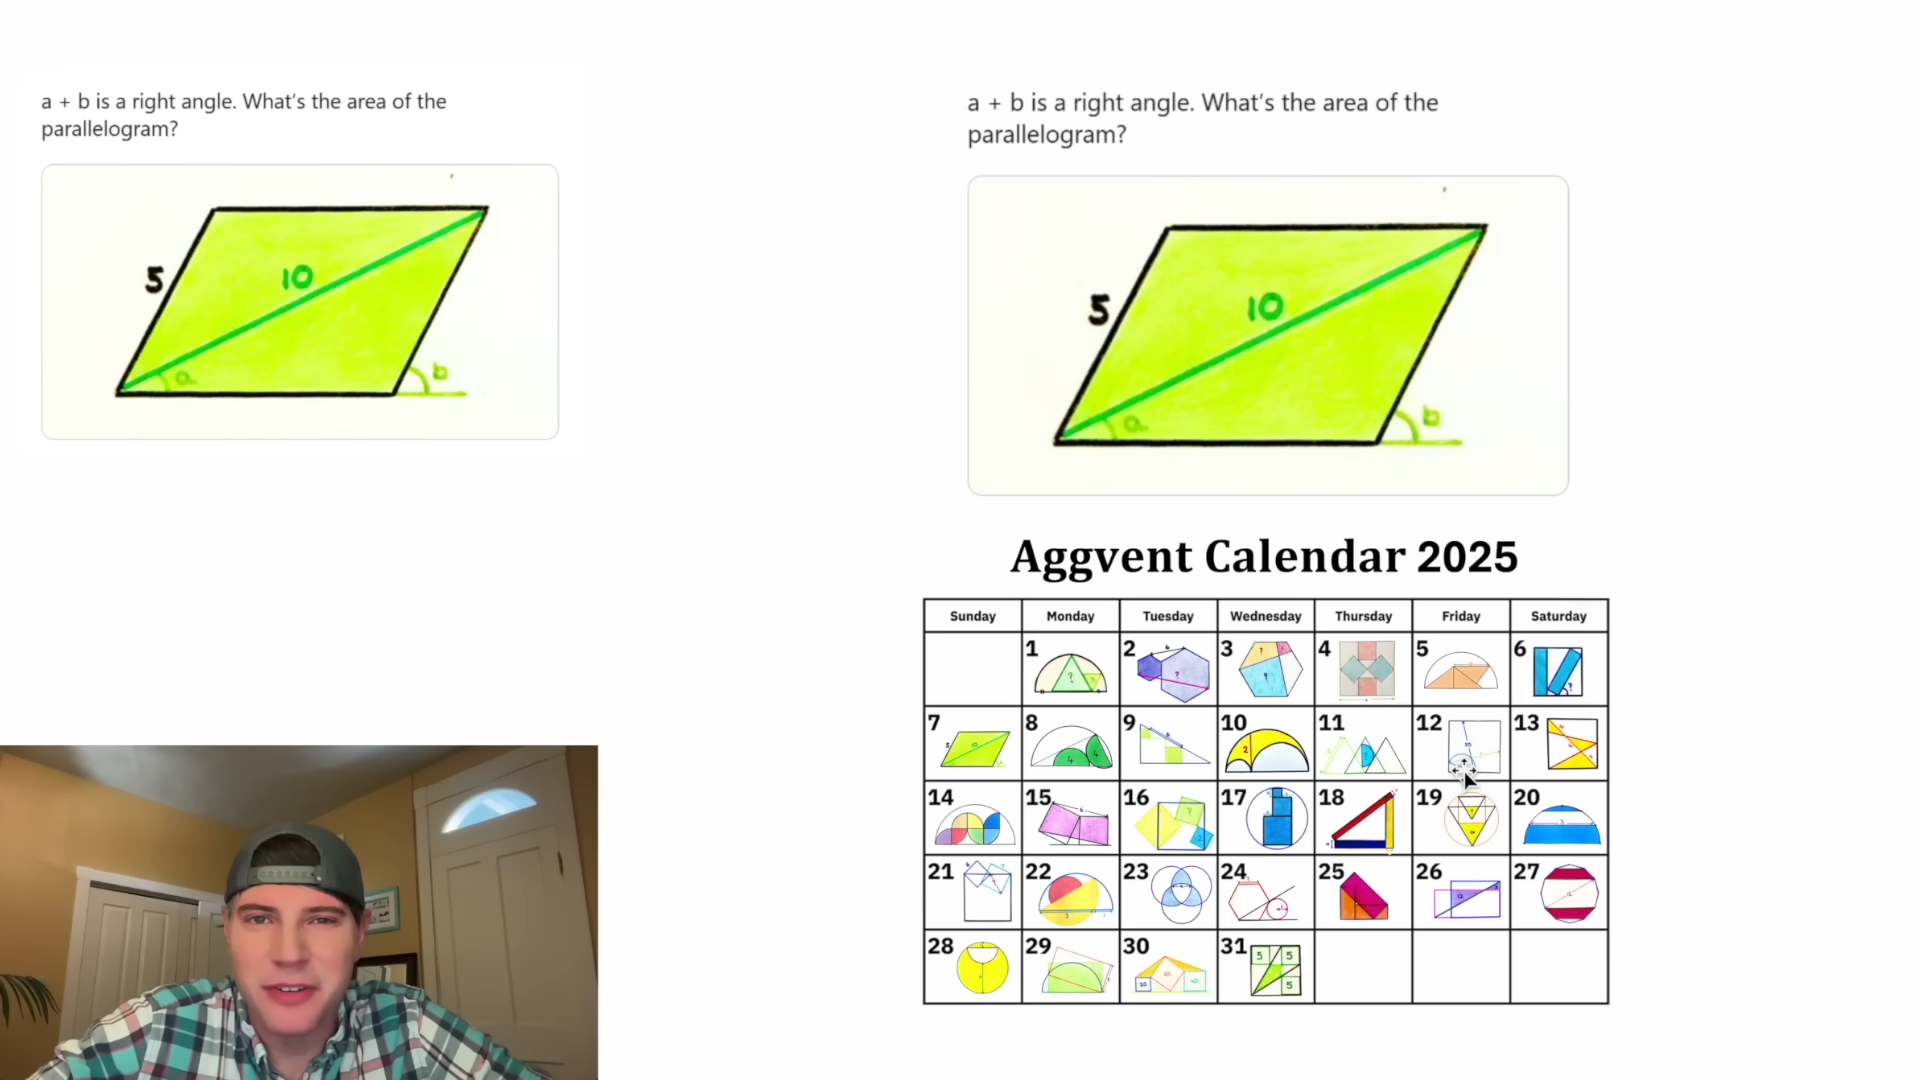 a + b is a right angle. What's the area of the
parallelogram?
5
10
a
b
a + b is a right angle. What's the area of the
parallelogram?
5
10
a
b
Aggvent Calendar 2025
Sunday Monday Tuesday Wednesday Thursday Friday Saturday
1 2 3 4 5 6
7 8 9 10 11 12 13
14 15 16 17 18 19 20
21 22 23 24 25 26 27
28 29 30 31